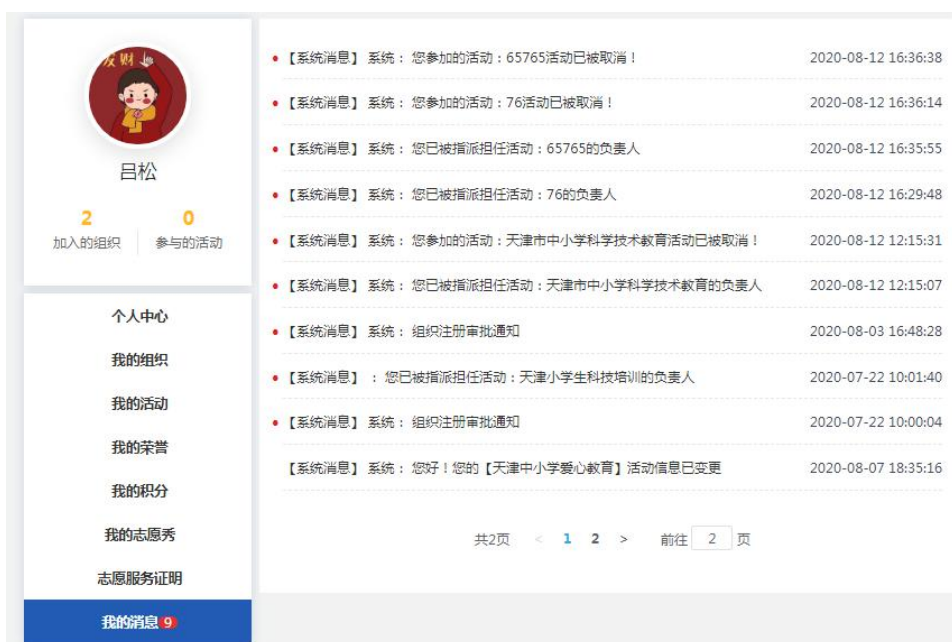 发财
吕松
2 0
加入的组织 参与的活动
个人中心
我的组织
我的活动
我的荣誉
我的积分
我的志愿秀
志愿服务证明
我的消息 9
【系统消息】 系统： 您参加的活动：65765活动已被取消！ 2020-08-12 16:36:38
【系统消息】 系统： 您参加的活动：76活动已被取消！ 2020-08-12 16:36:14
【系统消息】 系统： 您已被指派担任活动：65765的负责人 2020-08-12 16:35:55
【系统消息】 系统： 您已被指派担任活动：76的负责人 2020-08-12 16:29:48
【系统消息】 系统： 您参加的活动：天津市中小学科学技术教育活动已被取消！ 2020-08-12 12:15:31
【系统消息】 系统： 您已被指派担任活动：天津市中小学科学技术教育的负责人 2020-08-12 12:15:07
【系统消息】 系统： 组织注册审批通知 2020-08-03 16:48:28
【系统消息】 ： 您已被指派担任活动：天津小学生科技培训的负责人 2020-07-22 10:01:40
【系统消息】 系统： 组织注册审批通知 2020-07-22 10:00:04
【系统消息】 系统： 您好！您的【天津中小学爱心教育】活动信息已变更 2020-08-07 18:35:16
共2页 < 1 2 > 前往 2 页